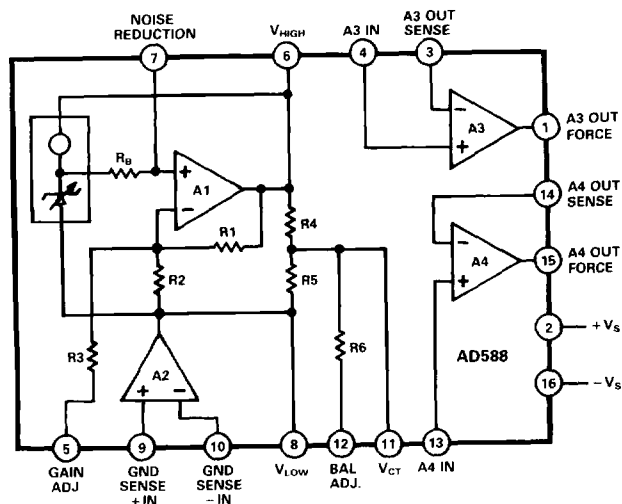 NOISE
REDUCTION
VHIGH
A3 IN
A3 OUT
SENSE
7
6
4
3
RB
A1
+
−
R1
R2
R3
R4
R5
R6
A2
+
−
A3
−
+
1
A3 OUT
FORCE
14
A4 OUT
SENSE
A4
−
+
15
A4 OUT
FORCE
2
+VS
AD588
16
−VS
5
9
10
8
12
11
13
GAIN
ADJ
GND
SENSE
+IN
GND
SENSE
−IN
VLOW
BAL
ADJ.
VCT
A4 IN